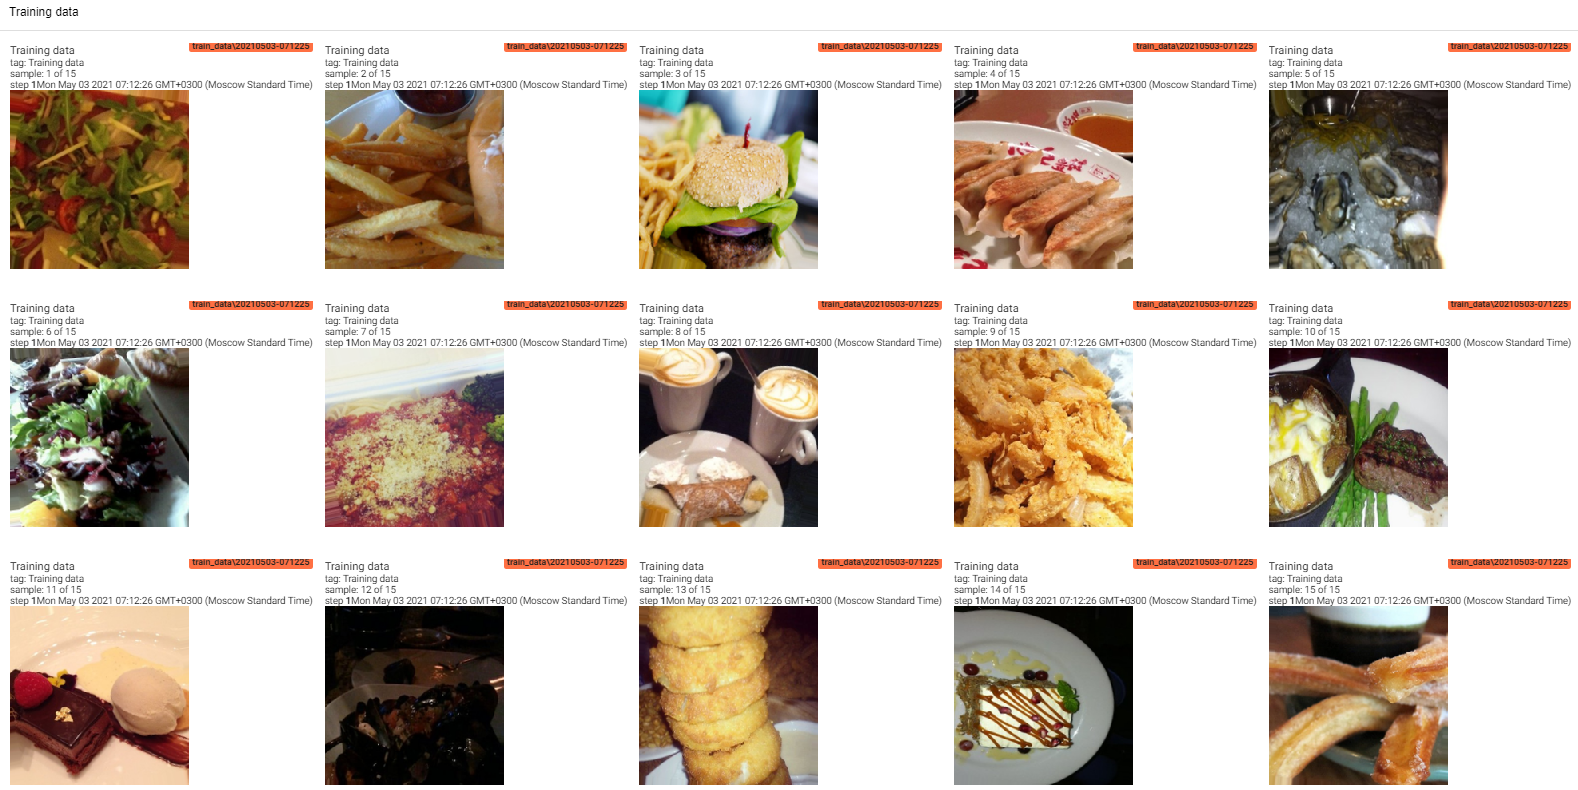 Training data
Training data
train_data\20210503-071225
tag: Training data
sample: 1 of 15
step 1Mon May 03 2021 07:12:26 GMT+0300 (Moscow Standard Time)
Training data
train_data\20210503-071225
tag: Training data
sample: 2 of 15
step 1Mon May 03 2021 07:12:26 GMT+0300 (Moscow Standard Time)
Training data
train_data\20210503-071225
tag: Training data
sample: 3 of 15
step 1Mon May 03 2021 07:12:26 GMT+0300 (Moscow Standard Time)
Training data
train_data\20210503-071225
tag: Training data
sample: 4 of 15
step 1Mon May 03 2021 07:12:26 GMT+0300 (Moscow Standard Time)
Training data
train_data\20210503-071225
tag: Training data
sample: 5 of 15
step 1Mon May 03 2021 07:12:26 GMT+0300 (Moscow Standard Time)
Training data
train_data\20210503-071225
tag: Training data
sample: 6 of 15
step 1Mon May 03 2021 07:12:26 GMT+0300 (Moscow Standard Time)
Training data
train_data\20210503-071225
tag: Training data
sample: 7 of 15
step 1Mon May 03 2021 07:12:26 GMT+0300 (Moscow Standard Time)
Training data
train_data\20210503-071225
tag: Training data
sample: 8 of 15
step 1Mon May 03 2021 07:12:26 GMT+0300 (Moscow Standard Time)
Training data
train_data\20210503-071225
tag: Training data
sample: 9 of 15
step 1Mon May 03 2021 07:12:26 GMT+0300 (Moscow Standard Time)
Training data
train_data\20210503-071225
tag: Training data
sample: 10 of 15
step 1Mon May 03 2021 07:12:26 GMT+0300 (Moscow Standard Time)
Training data
train_data\20210503-071225
tag: Training data
sample: 11 of 15
step 1Mon May 03 2021 07:12:26 GMT+0300 (Moscow Standard Time)
Training data
train_data\20210503-071225
tag: Training data
sample: 12 of 15
step 1Mon May 03 2021 07:12:26 GMT+0300 (Moscow Standard Time)
Training data
train_data\20210503-071225
tag: Training data
sample: 13 of 15
step 1Mon May 03 2021 07:12:26 GMT+0300 (Moscow Standard Time)
Training data
train_data\20210503-071225
tag: Training data
sample: 14 of 15
step 1Mon May 03 2021 07:12:26 GMT+0300 (Moscow Standard Time)
Training data
train_data\20210503-071225
tag: Training data
sample: 15 of 15
step 1Mon May 03 2021 07:12:26 GMT+0300 (Moscow Standard Time)